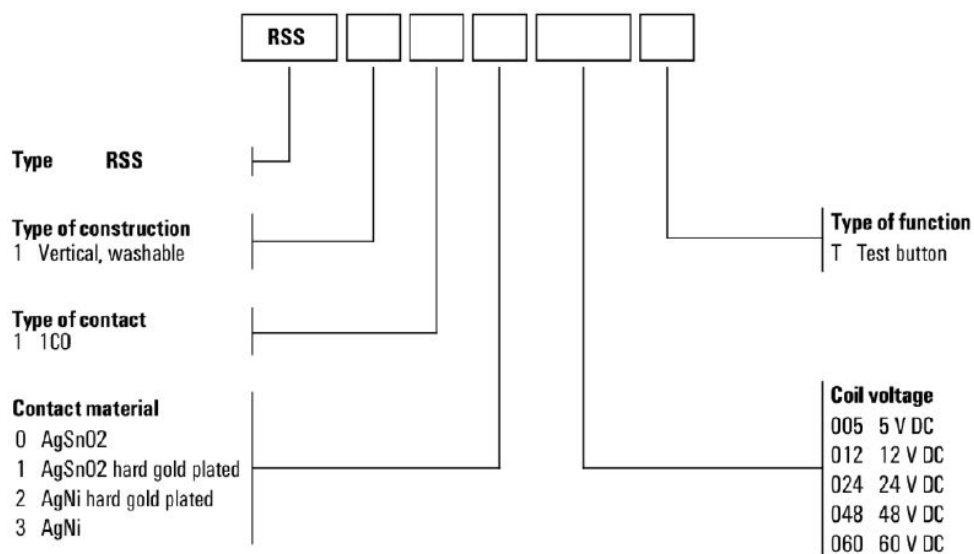 RSS
Type RSS
Type of construction
1 Vertical, washable
Type of contact
1 1CO
Contact material
0 AgSnO2
1 AgSnO2 hard gold plated
2 AgNi hard gold plated
3 AgNi
Type of function
T Test button
Coil voltage
005 5 V DC
012 12 V DC
024 24 V DC
048 48 V DC
060 60 V DC